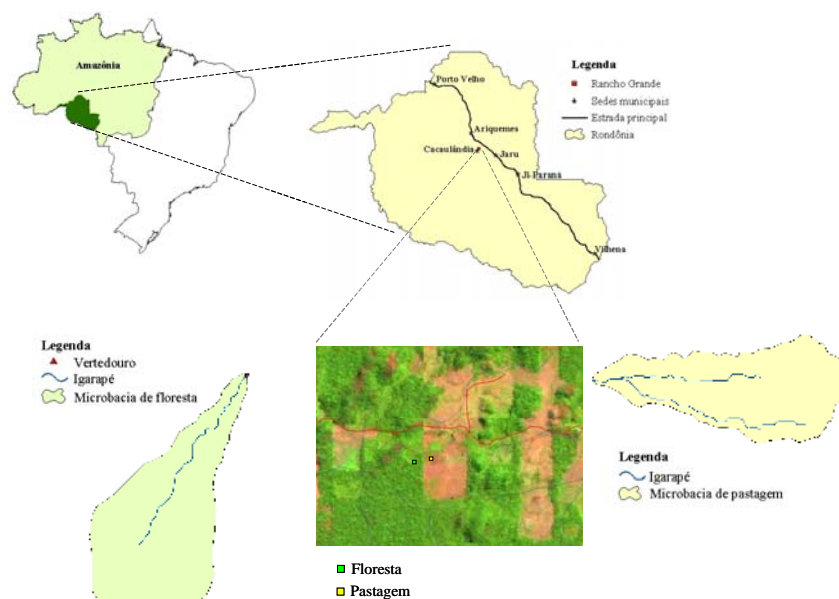 Amazônia
Legenda
Rancho Grande
Sedes municipais
Estrada principal
Rondônia
Porto Velho
Ariquemes
Cacaulândia
Jaru
Ji-Paraná
Vilhena
Legenda
Vertedouro
Igarapé
Microbacia de floresta
Legenda
Igarapé
Microbacia de pastagem
Floresta
Pastagem